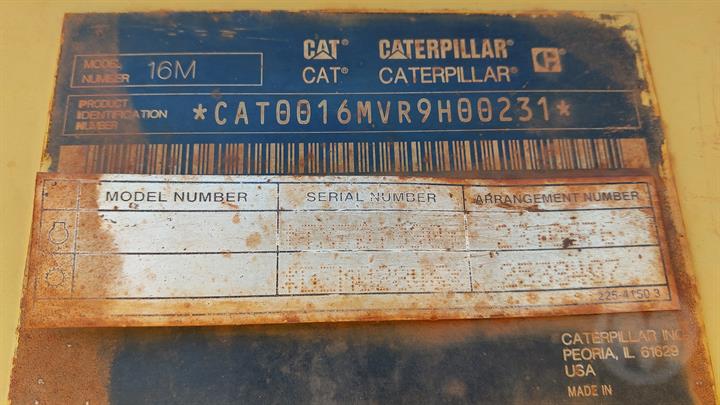 CAT® CATERPILLAR®
CAT® CATERPILLAR®
MODEL NUMBER 16M
PRODUCT IDENTIFICATION NUMBER *CAT0016MVR9H00231*
MODEL NUMBER SERIAL NUMBER ARRANGEMENT NUMBER
225-4150 3
CATERPILLAR INC.
PEORIA, IL 61629
USA
MADE IN